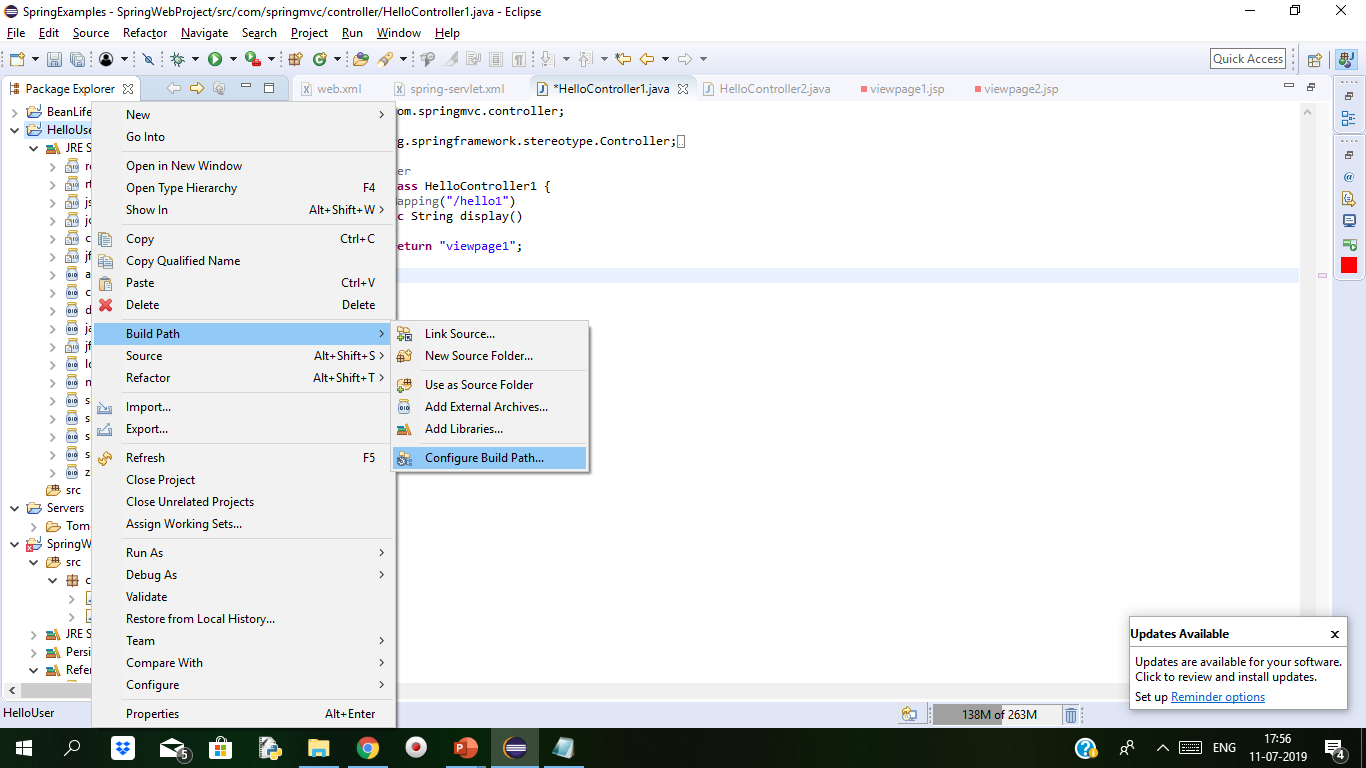 SpringExamples - SpringWebProject/src/com/springmvc/controller/HelloController1.java - Eclipse
File Edit Source Refactor Navigate Search Project Run Window Help
Quick Access
Package Explorer
web.xml spring-servlet.xml *HelloController1.java HelloController2.java viewpage1.jsp viewpage2.jsp
BeanLife
HelloUse
JRE S
src
Servers
Tom
SpringW
src
c
JRE S
Persi
Refer
New
Go Into
Open in New Window
Open Type Hierarchy F4
Show In Alt+Shift+W >
Copy Ctrl+C
Copy Qualified Name
Paste Ctrl+V
Delete Delete
Build Path
Source Alt+Shift+S >
Refactor Alt+Shift+T >
Import...
Export...
Refresh F5
Close Project
Close Unrelated Projects
Assign Working Sets...
Run As
Debug As
Validate
Restore from Local History...
Team
Compare With
Configure
Properties Alt+Enter
Link Source...
New Source Folder...
Use as Source Folder
Add External Archives...
Add Libraries...
Configure Build Path...
om.springmvc.controller;
g.springframework.stereotype.Controller;
er
ass HelloController1 {
apping("/hello1")
c String display()
eturn "viewpage1";
Updates Available x
Updates are available for your software.
Click to review and install updates.
Set up Reminder options
HelloUser
138M of 263M
5
ENG
17:56
11-07-2019
4